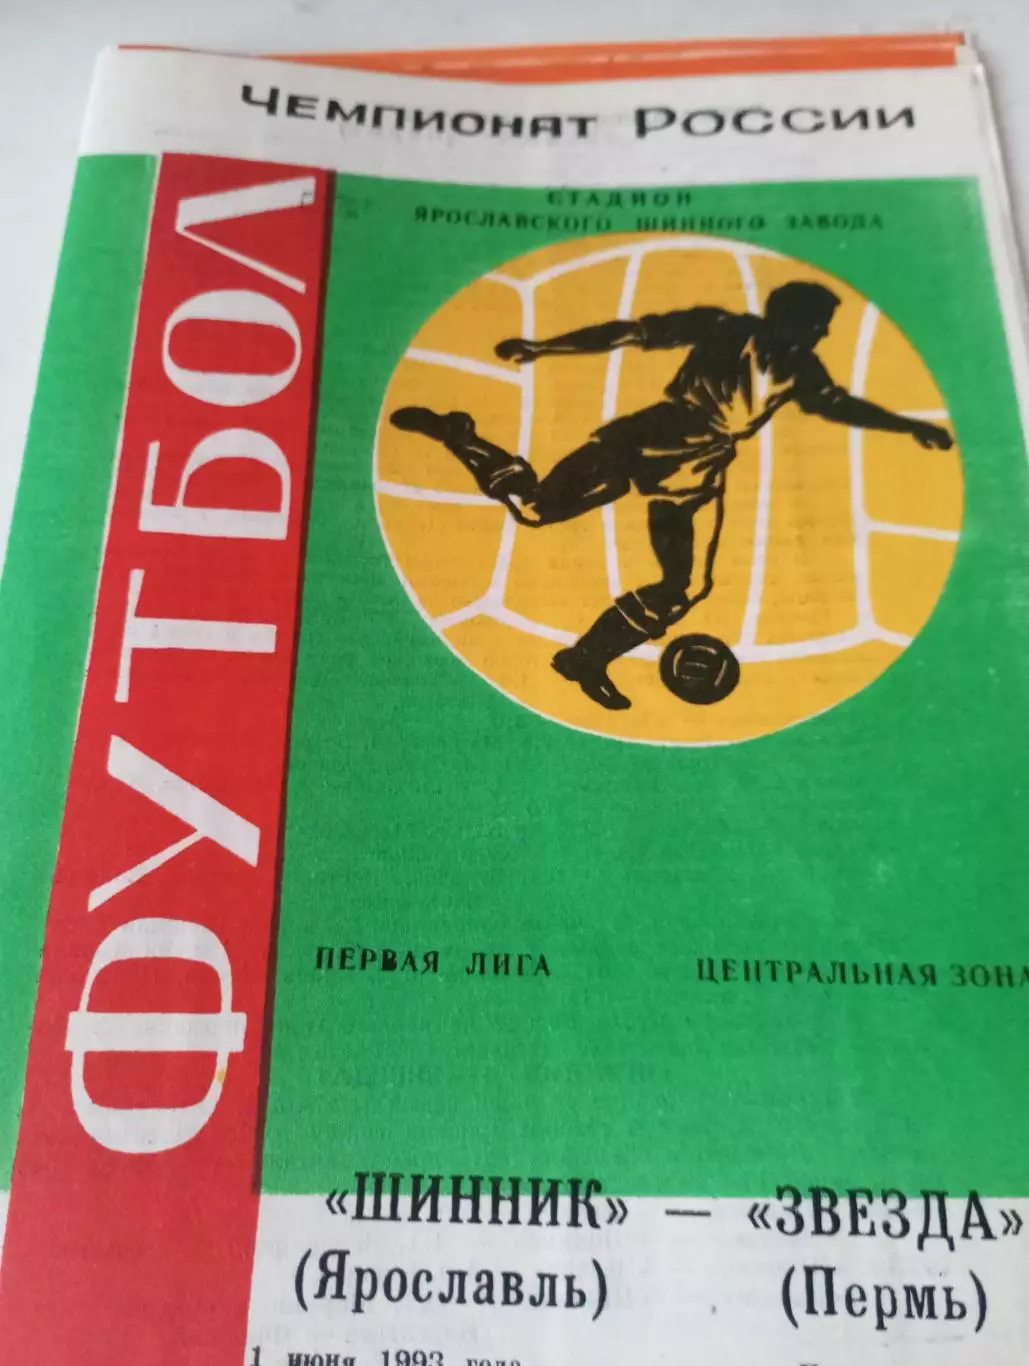 Чемпионат России
ФУТБОЛ
СТАДИОН
ЯРОСЛАВСКОГО ШИННОГО ЗАВОДА
ПЕРВАЯ ЛИГА ЦЕНТРАЛЬНАЯ ЗОНА
«ШИННИК» — «ЗВЕЗДА»
(Ярославль) (Пермь)
1 июня 1993 года